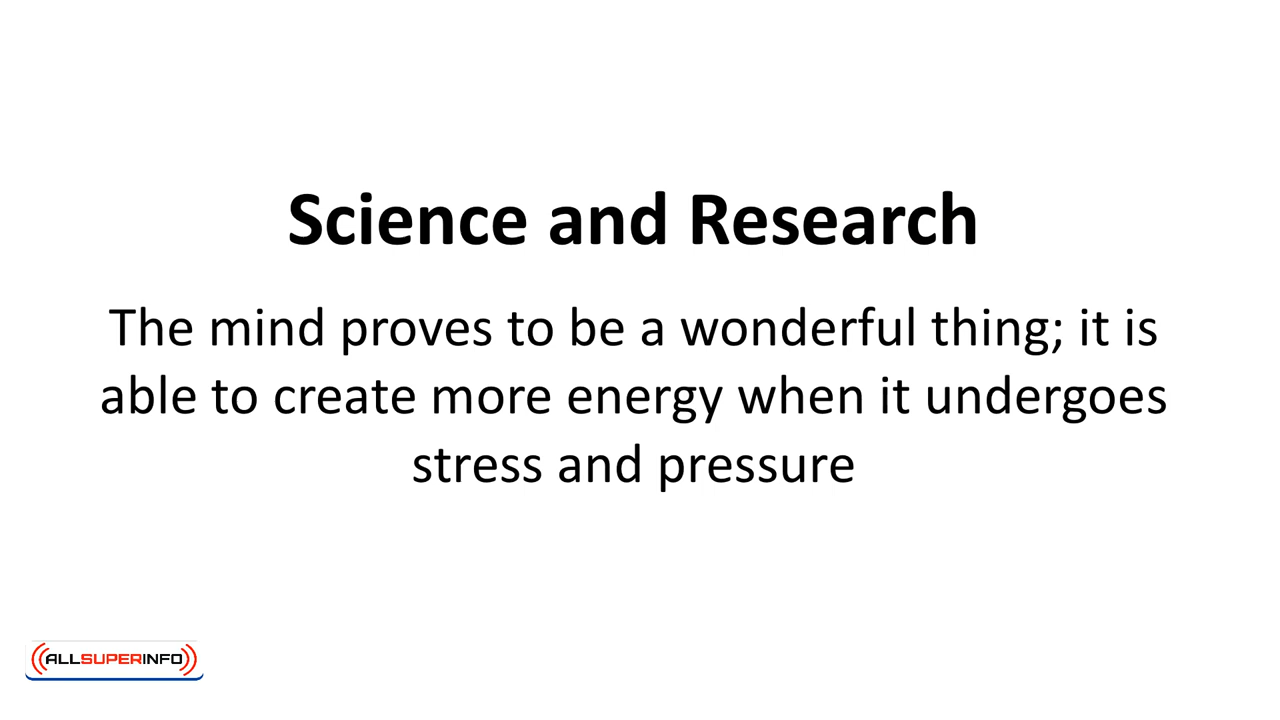 Science and Research
The mind proves to be a wonderful thing; it is
able to create more energy when it undergoes
stress and pressure
ALLSUPERINFO